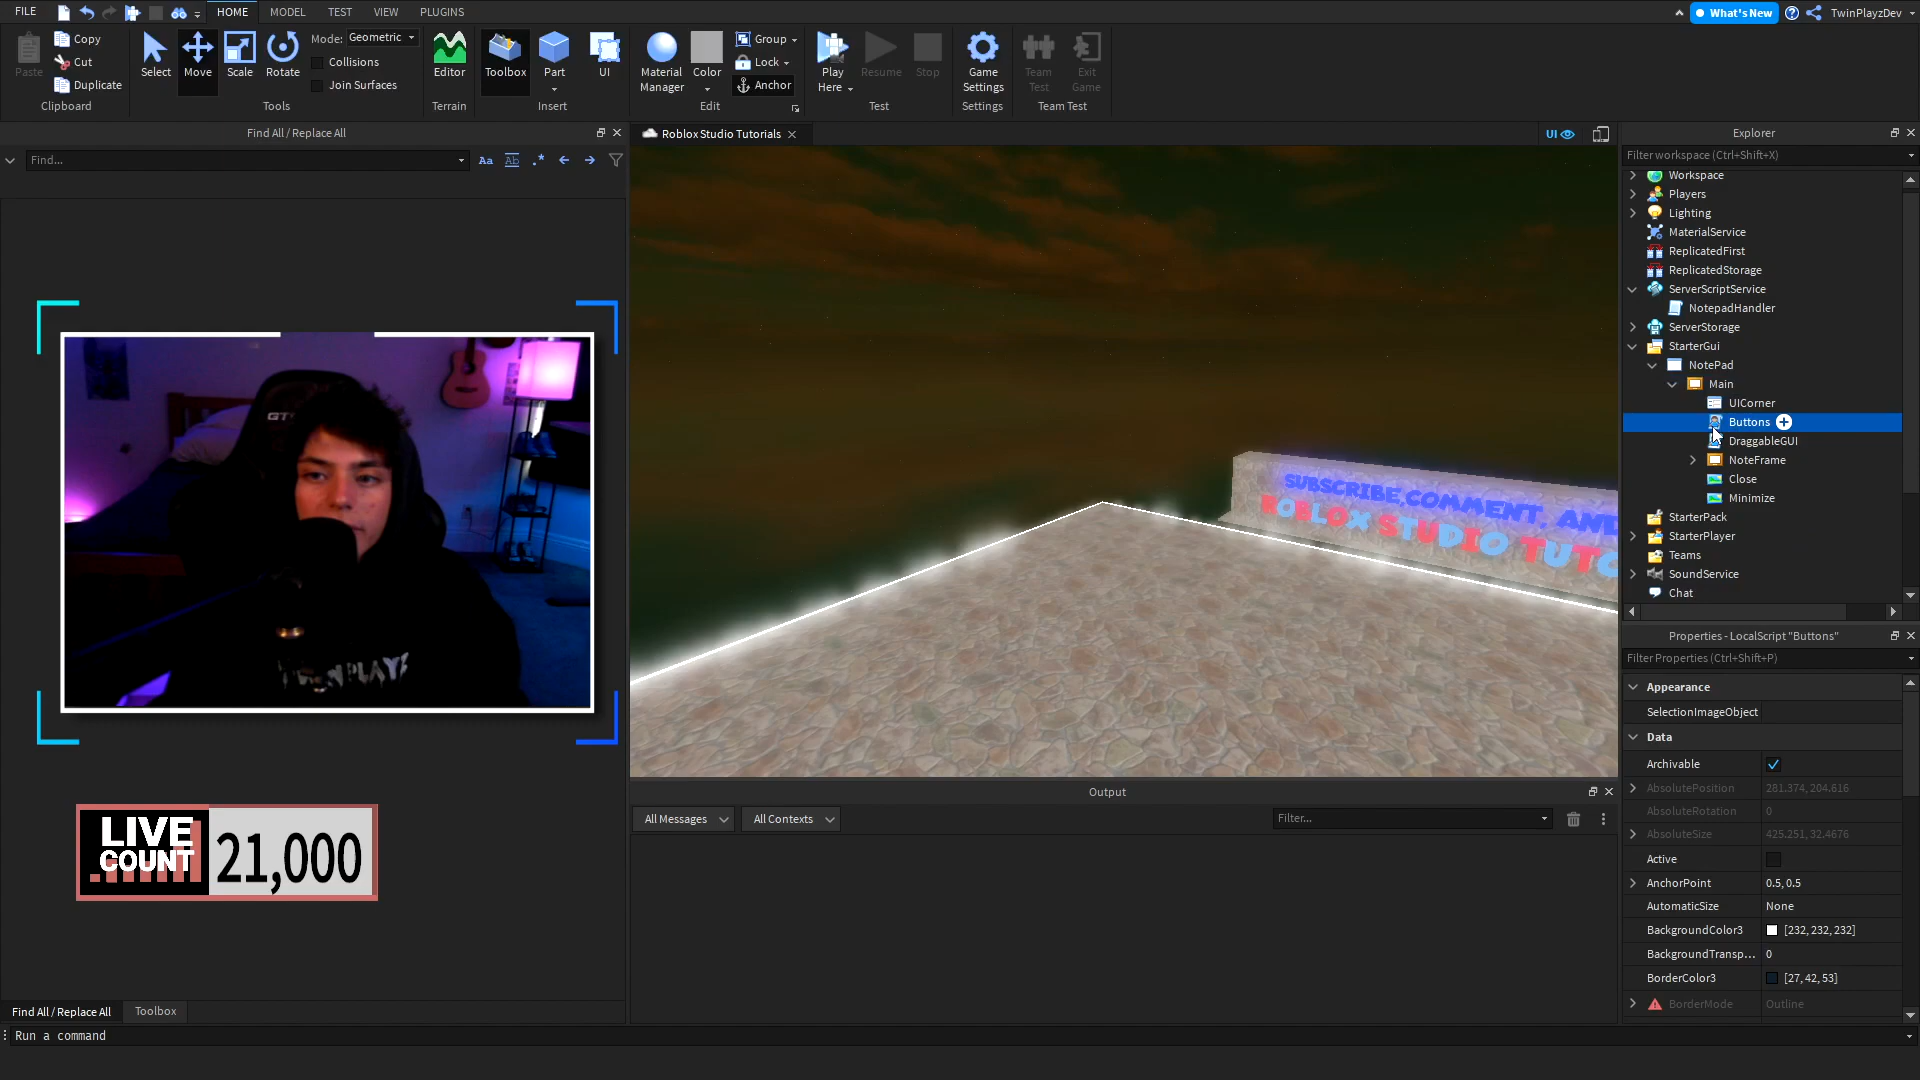 FILE HOME MODEL TEST VIEW PLUGINS What's New TwinPlayzDev
Paste Copy Cut Duplicate Clipboard
Select Move Scale Rotate Mode: Geometric Collisions Join Surfaces Tools
Editor Terrain
Toolbox Part UI Insert
Material Manager Color Group Lock Anchor Edit
Play Here Resume Stop Test
Game Settings Settings
Team Test Exit Game Team Test
Find All / Replace All
Find...
Aa Ab .*
GT
LIVE COUNT 21,000
Find All / Replace All Toolbox
Run a command
Roblox Studio Tutorials UI
SUBSCRIBE, COMMENT, AND
ROBLOX STUDIO TUTO
Output
All Messages All Contexts Filter...
Explorer
Filter workspace (Ctrl+Shift+X)
Workspace
Players
Lighting
MaterialService
ReplicatedFirst
ReplicatedStorage
ServerScriptService
NotepadHandler
ServerStorage
StarterGui
NotePad
Main
UICorner
Buttons
DraggableGUI
NoteFrame
Close
Minimize
StarterPack
StarterPlayer
Teams
SoundService
Chat
Properties - LocalScript "Buttons"
Filter Properties (Ctrl+Shift+P)
Appearance
SelectionImageObject
Data
Archivable
AbsolutePosition 281.374, 204.616
AbsoluteRotation 0
AbsoluteSize 425.251, 32.4676
Active
AnchorPoint 0.5, 0.5
AutomaticSize None
BackgroundColor3 [232, 232, 232]
BackgroundTransp... 0
BorderColor3 [27, 42, 53]
BorderMode Outline